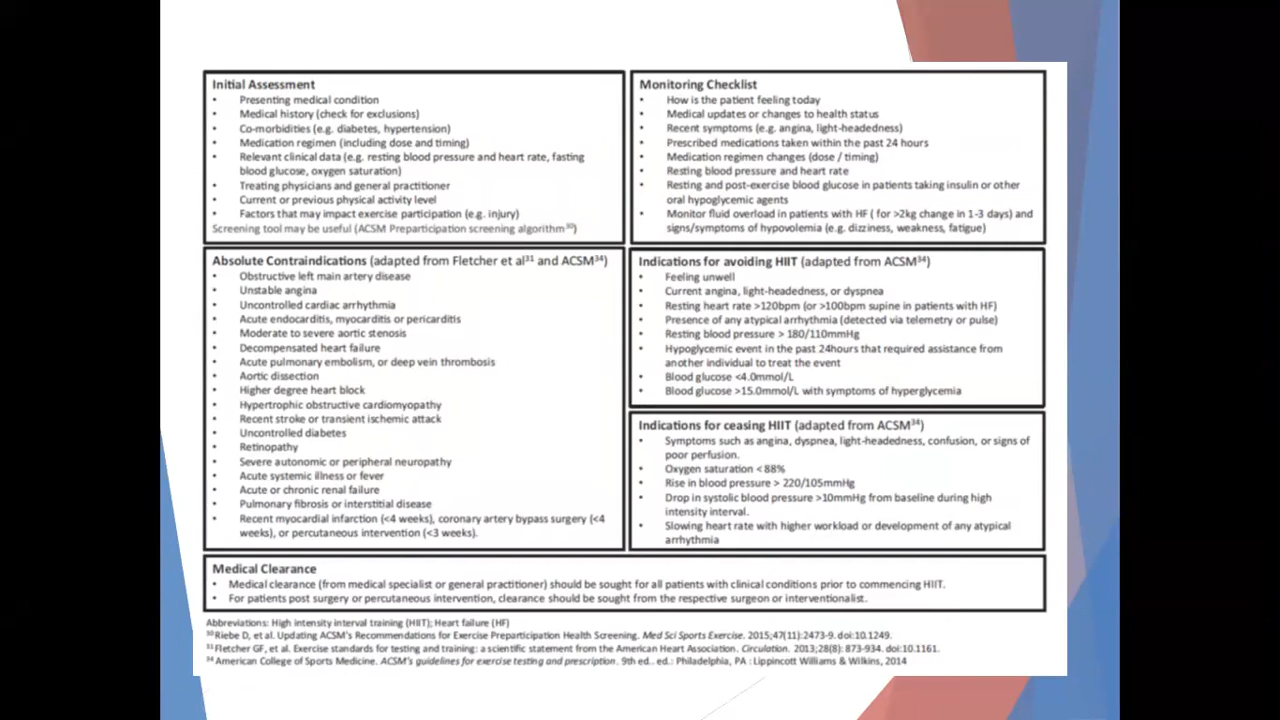 Initial Assessment
• Presenting medical condition
• Medical history (check for exclusions)
• Co-morbidities (e.g. diabetes, hypertension)
• Medication regimen (including dose and timing)
• Relevant clinical data (e.g. resting blood pressure and heart rate, fasting
blood glucose, oxygen saturation)
• Treating physicians and general practitioner
• Current or previous physical activity level
• Factors that may impact exercise participation (e.g. injury)
Screening tool may be useful (ACSM Preparticipation screening algorithm³⁰)
Monitoring Checklist
• How is the patient feeling today
• Medical updates or changes to health status
• Recent symptoms (e.g. angina, light-headedness)
• Prescribed medications taken within the past 24 hours
• Medication regimen changes (dose / timing)
• Resting blood pressure and heart rate
• Resting and post-exercise blood glucose in patients taking insulin or other
oral hypoglycemic agents
• Monitor fluid overload in patients with HF ( for >2kg change in 1-3 days) and
signs/symptoms of hypovolemia (e.g. dizziness, weakness, fatigue)
Absolute Contraindications (adapted from Fletcher et al³¹ and ACSM³⁴)
• Obstructive left main artery disease
• Unstable angina
• Uncontrolled cardiac arrhythmia
• Acute endocarditis, myocarditis or pericarditis
• Moderate to severe aortic stenosis
• Decompensated heart failure
• Acute pulmonary embolism, or deep vein thrombosis
• Aortic dissection
• Higher degree heart block
• Hypertrophic obstructive cardiomyopathy
• Recent stroke or transient ischemic attack
• Uncontrolled diabetes
• Retinopathy
• Severe autonomic or peripheral neuropathy
• Acute systemic illness or fever
• Acute or chronic renal failure
• Pulmonary fibrosis or interstitial disease
• Recent myocardial infarction (<4 weeks), coronary artery bypass surgery (<4
weeks), or percutaneous intervention (<3 weeks).
Indications for avoiding HIIT (adapted from ACSM³⁴)
• Feeling unwell
• Current angina, light-headedness, or dyspnea
• Resting heart rate >120bpm (or >100bpm supine in patients with HF)
• Presence of any atypical arrhythmia (detected via telemetry or pulse)
• Resting blood pressure > 180/110mmHg
• Hypoglycemic event in the past 24hours that required assistance from
another individual to treat the event
• Blood glucose <4.0mmol/L
• Blood glucose >15.0mmol/L with symptoms of hyperglycemia
Indications for ceasing HIIT (adapted from ACSM³⁴)
• Symptoms such as angina, dyspnea, light-headedness, confusion, or signs of
poor perfusion.
• Oxygen saturation < 88%
• Rise in blood pressure > 220/105mmHg
• Drop in systolic blood pressure >10mmHg from baseline during high
intensity interval.
• Slowing heart rate with higher workload or development of any atypical
arrhythmia
Medical Clearance
• Medical clearance (from medical specialist or general practitioner) should be sought for all patients with clinical conditions prior to commencing HIIT.
• For patients post surgery or percutaneous intervention, clearance should be sought from the respective surgeon or interventionalist.
Abbreviations: High intensity interval training (HIIT); Heart failure (HF)
³⁰Riebe D, et al. Updating ACSM's Recommendations for Exercise Preparticipation Health Screening. Med Sci Sports Exercise. 2015;47(11):2473-9. doi:10.1249.
³¹Fletcher GF, et al. Exercise standards for testing and training: a scientific statement from the American Heart Association. Circulation. 2013;28(8): 873-934. doi:10.1161.
³⁴American College of Sports Medicine. ACSM's guidelines for exercise testing and prescription. 9th ed.. ed.: Philadelphia, PA : Lippincott Williams & Wilkins, 2014